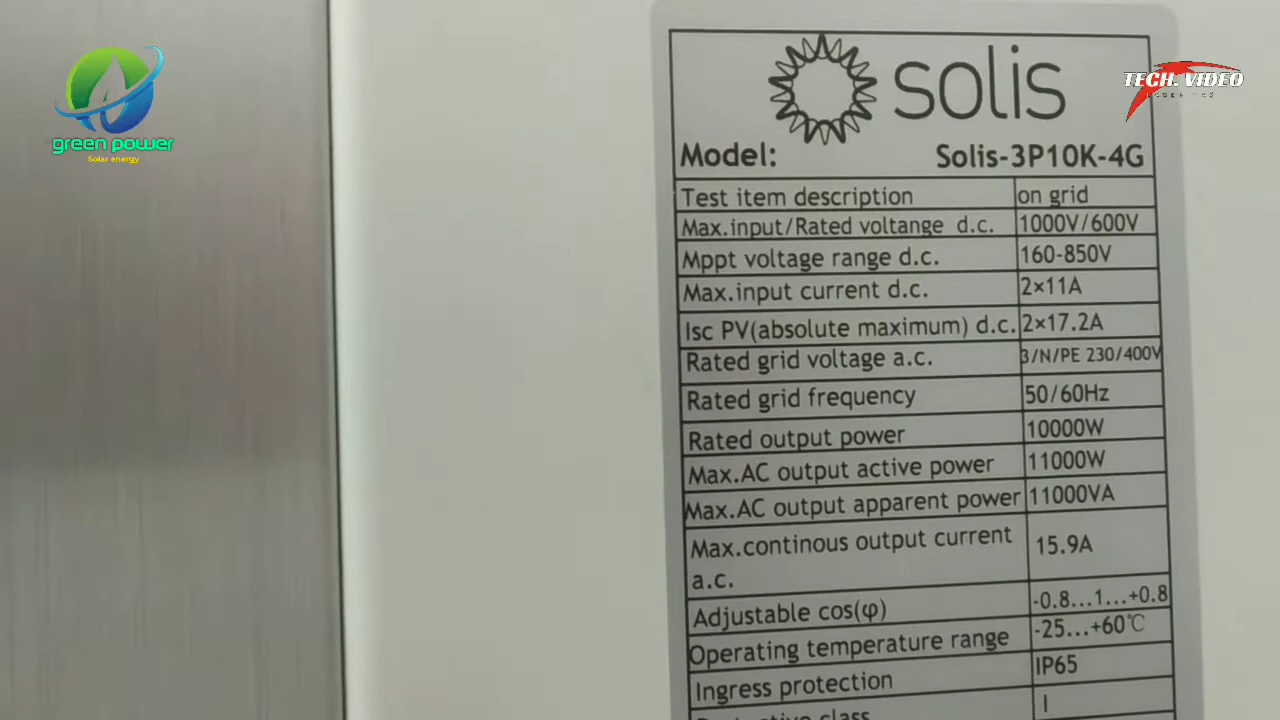 green power
Solar energy
TECH. VIDEO
solis
Model: Solis-3P10K-4G
Test item description on grid
Max.input/Rated voltange d.c. 1000V/600V
Mppt voltage range d.c. 160-850V
Max.input current d.c. 2×11A
Isc PV(absolute maximum) d.c. 2×17.2A
Rated grid voltage a.c. 3/N/PE 230/400V
Rated grid frequency 50/60Hz
Rated output power 10000W
Max.AC output active power 11000W
Max.AC output apparent power 11000VA
Max.continous output current
a.c. 15.9A
Adjustable cos(φ) -0.8...1...+0.8
Operating temperature range -25...+60℃
Ingress protection IP65
class I